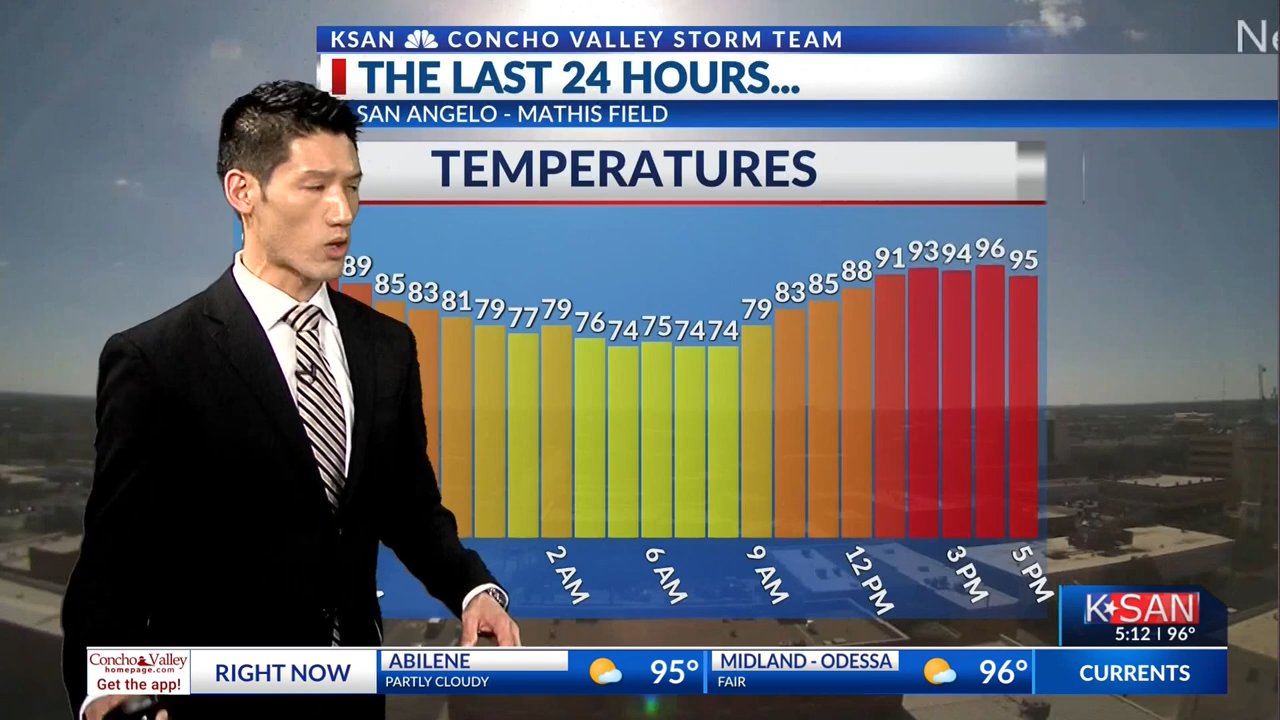 Ne
KSAN CONCHO VALLEY STORM TEAM
THE LAST 24 HOURS...
SAN ANGELO - MATHIS FIELD
TEMPERATURES
89 85 83 81 79 77 79 76 74 75 74 74 79 83 85 88 91 93 94 96 95
2 AM 6 AM 9 AM 12 PM 3 PM 5 PM
KSAN
5:12 | 96°
Concho Valley
homepage.com
Get the app!
RIGHT NOW
ABILENE
PARTLY CLOUDY
95°
MIDLAND - ODESSA
FAIR
96°
CURRENTS